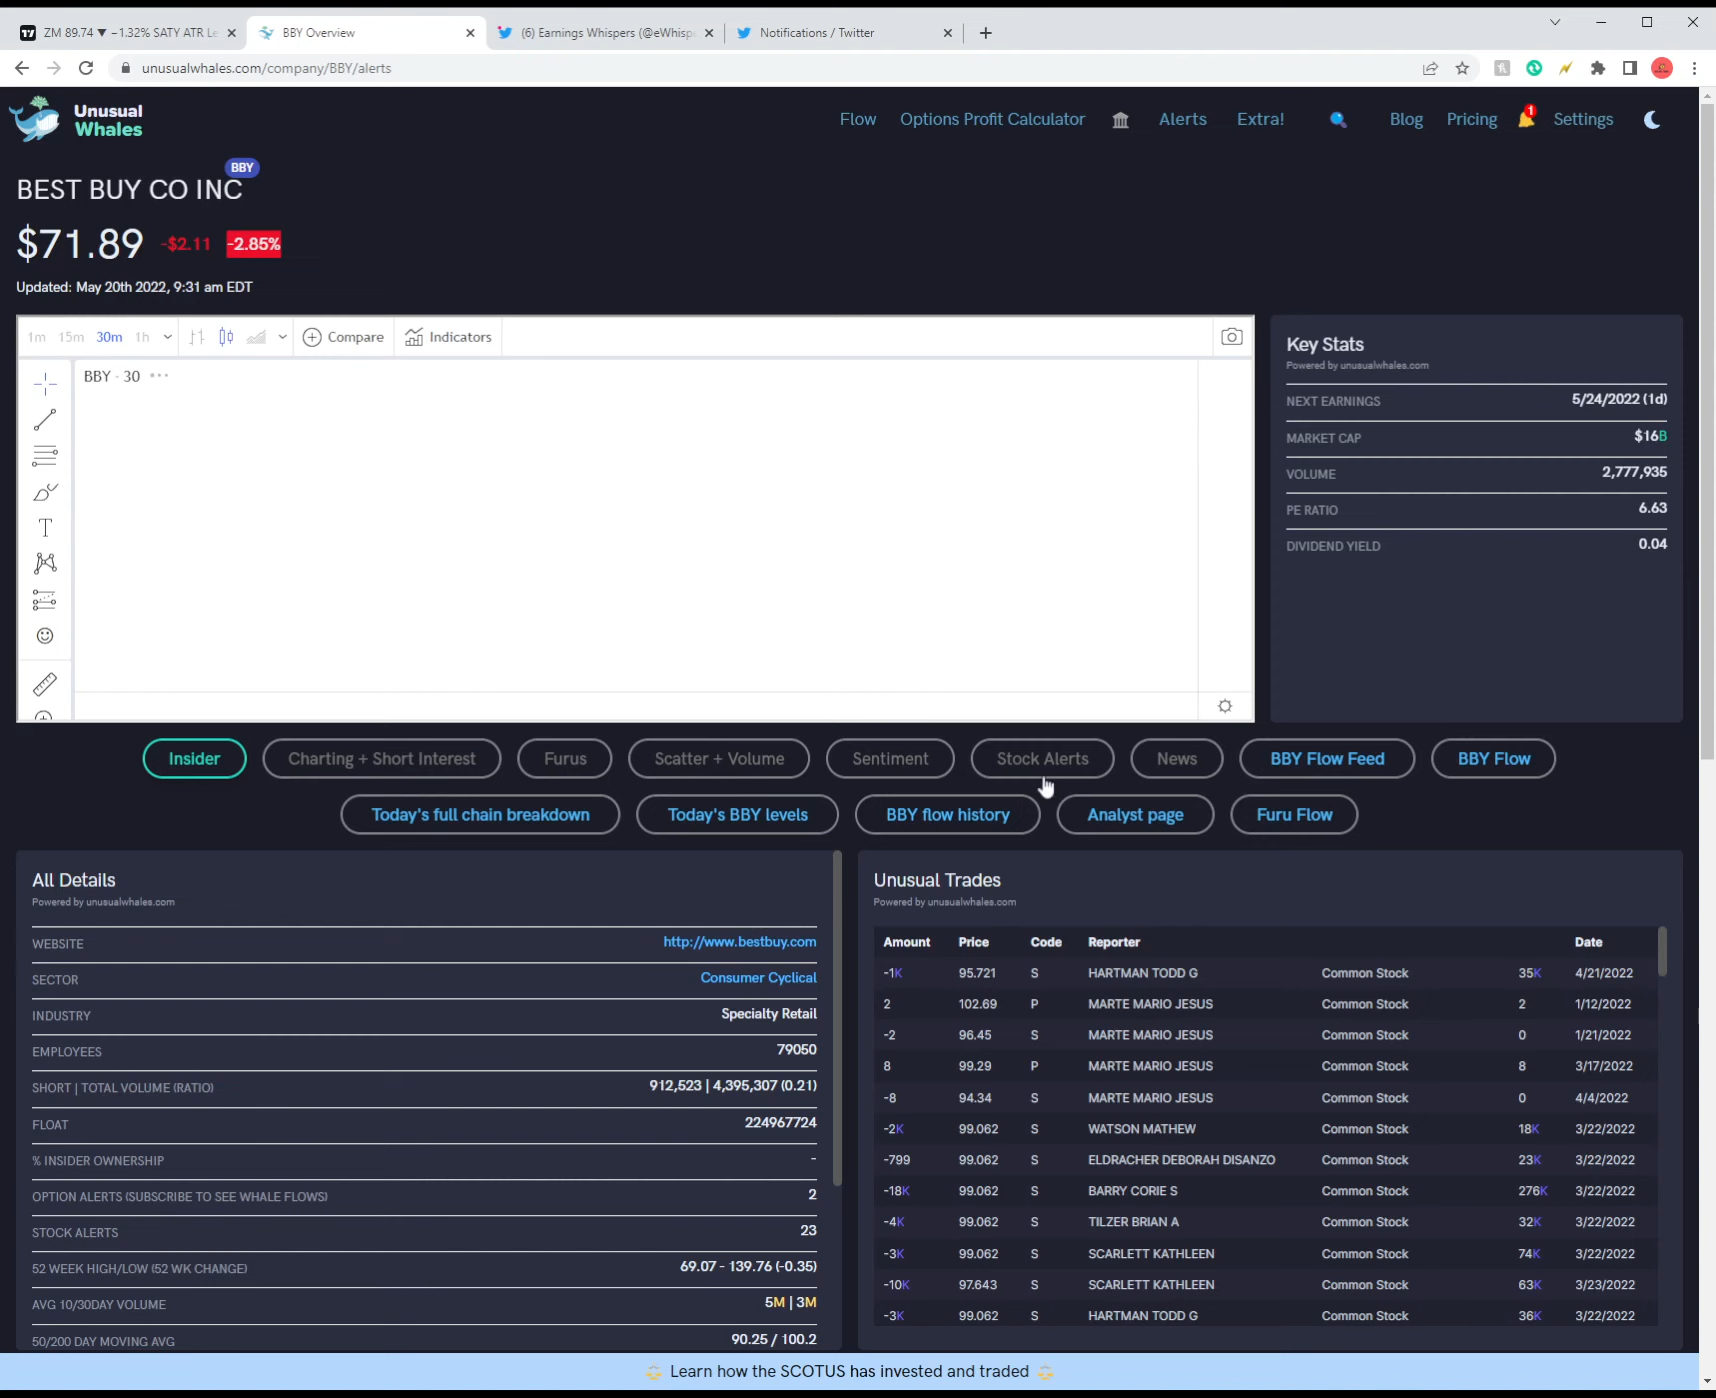 ZM 89.74 ▼ −1.32% SATY ATR Le
BBY Overview
(6) Earnings Whispers (@eWhisp
Notifications / Twitter
unusualwhales.com/company/BBY/alerts
Unusual
Whales
Flow
Options Profit Calculator
Alerts
Extra!
Blog
Pricing
1
Settings
BBY
BEST BUY CO INC
$71.89 -$2.11 -2.85%
Updated: May 20th 2022, 9:31 am EDT
1m 15m 30m 1h
Compare
Indicators
BBY · 30
T
Key Stats
Powered by unusualwhales.com
NEXT EARNINGS 5/24/2022 (1d)
MARKET CAP $16B
VOLUME 2,777,935
PE RATIO 6.63
DIVIDEND YIELD 0.04
Insider
Charting + Short Interest
Furus
Scatter + Volume
Sentiment
Stock Alerts
News
BBY Flow Feed
BBY Flow
Today's full chain breakdown
Today's BBY levels
BBY flow history
Analyst page
Furu Flow
All Details
Powered by unusualwhales.com
WEBSITE http://www.bestbuy.com
SECTOR Consumer Cyclical
INDUSTRY Specialty Retail
EMPLOYEES 79050
SHORT | TOTAL VOLUME (RATIO) 912,523 | 4,395,307 (0.21)
FLOAT 224967724
% INSIDER OWNERSHIP -
OPTION ALERTS (SUBSCRIBE TO SEE WHALE FLOWS) 2
STOCK ALERTS 23
52 WEEK HIGH/LOW (52 WK CHANGE) 69.07 - 139.76 (-0.35)
AVG 10/30DAY VOLUME 5M | 3M
50/200 DAY MOVING AVG 90.25 / 100.2
Unusual Trades
Powered by unusualwhales.com
Amount Price Code Reporter Date
-1K 95.721 S HARTMAN TODD G Common Stock 35K 4/21/2022
2 102.69 P MARTE MARIO JESUS Common Stock 2 1/12/2022
-2 96.45 S MARTE MARIO JESUS Common Stock 0 1/21/2022
8 99.29 P MARTE MARIO JESUS Common Stock 8 3/17/2022
-8 94.34 S MARTE MARIO JESUS Common Stock 0 4/4/2022
-2K 99.062 S WATSON MATHEW Common Stock 18K 3/22/2022
-799 99.062 S ELDRACHER DEBORAH DISANZO Common Stock 23K 3/22/2022
-18K 99.062 S BARRY CORIE S Common Stock 276K 3/22/2022
-4K 99.062 S TILZER BRIAN A Common Stock 32K 3/22/2022
-3K 99.062 S SCARLETT KATHLEEN Common Stock 74K 3/22/2022
-10K 97.643 S SCARLETT KATHLEEN Common Stock 63K 3/23/2022
-3K 99.062 S HARTMAN TODD G Common Stock 36K 3/22/2022
Learn how the SCOTUS has invested and traded